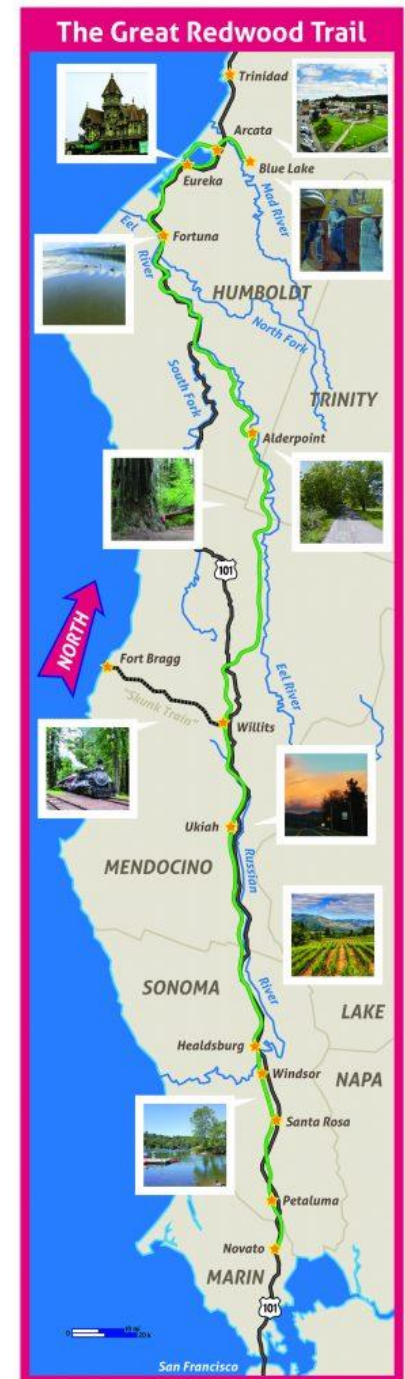 The Great Redwood Trail
Trinidad
Arcata
Blue Lake
Eureka
Mad River
Eel
River
Fortuna
HUMBOLDT
North Fork
South Fork
TRINITY
Alderpoint
101
NORTH
Fort Bragg
Eel River
"Skunk Train"
Willits
Ukiah
Russian
MENDOCINO
SONOMA
River
LAKE
Healdsburg
Windsor
NAPA
Santa Rosa
Petaluma
Novato
MARIN
101
0
San Francisco